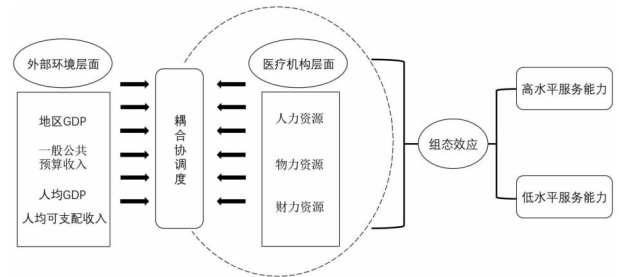 外部环境层面
地区GDP
一般公共
预算收入
人均GDP
人均可支配收入
耦合协调度
医疗机构层面
人力资源
物力资源
财力资源
组态效应
高水平服务能力
低水平服务能力